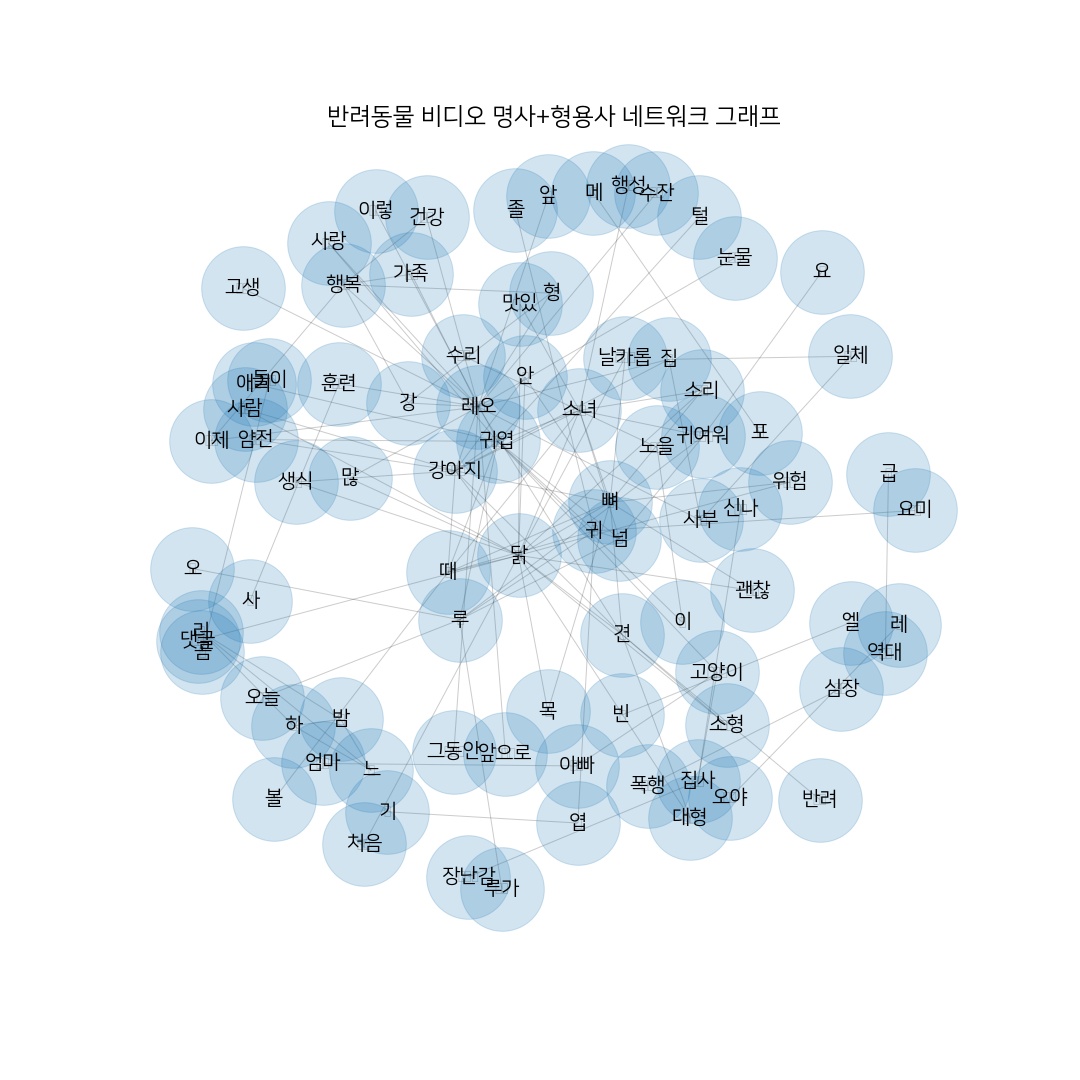 반려동물 비디오 명사+형용사 네트워크 그래프
행성
수잔
메
앞
졸
이렇
건강
털
사랑
눈물
가족
요
행복
고생
형
맛있
수리
날카롭
집
일체
안
둥이
훈련
소리
강
레오
사람
소녀
포
귀여워
이제
얌전
귀엽
노을
강아지
급
많
생식
위험
뼈
신나
요미
사부
귀
넘
닭
오
때
괜찮
사
루
이
엘
레
리
댓글
견
몸
역대
고양이
심장
오늘
목
빈
밤
하
소형
그동안
앞으로
엄마
아빠
느
집사
폭행
볼
오야
반려
기
대형
엽
처음
장난감
루가